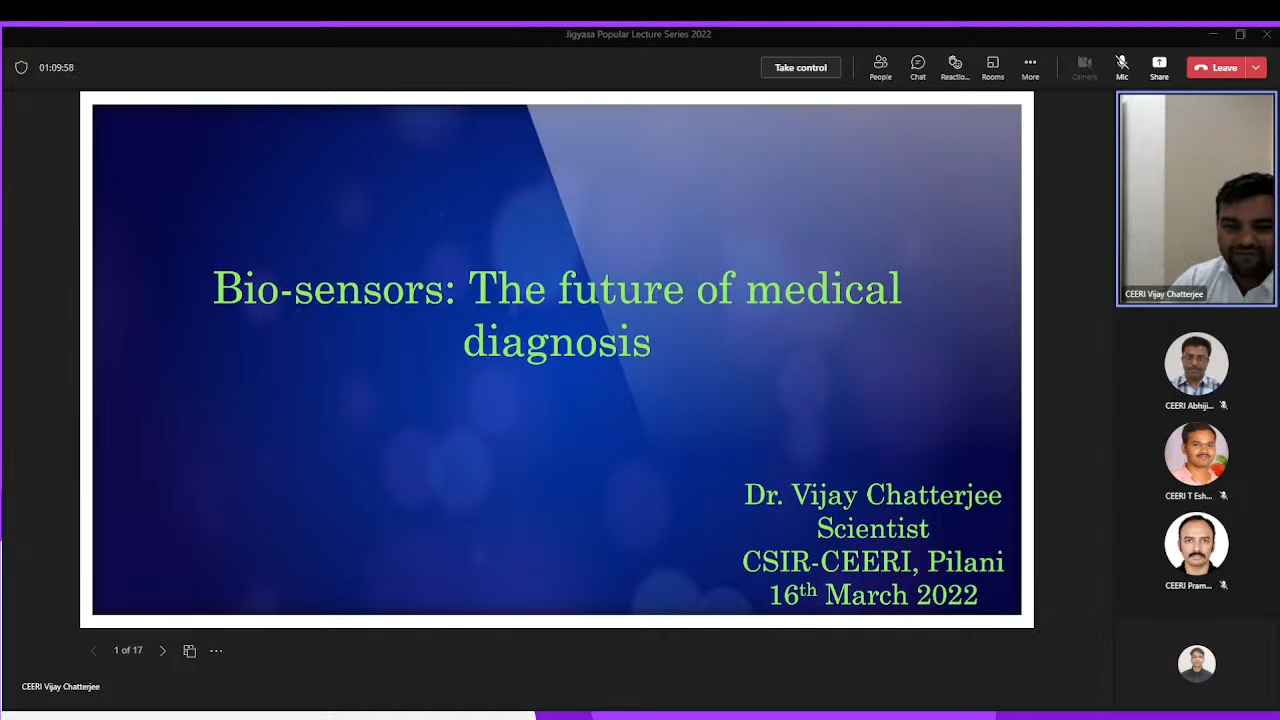 Jigyasa Popular Lecture Series 2022
01:09:58
Take control
People
Chat
Reactio...
Rooms
More
Camera
Mic
Share
Leave
Bio-sensors: The future of medical
diagnosis
Dr. Vijay Chatterjee
Scientist
CSIR-CEERI, Pilani
16th March 2022
CEERI Vijay Chatterjee
CEERI Abhiji...
CEERI T Esh...
CEERI Pram...
1 of 17
CEERI Vijay Chatterjee